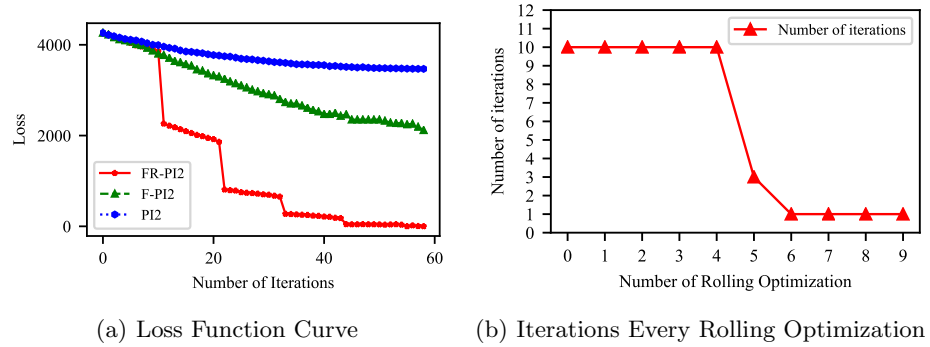 4000
2000
0
Loss
FR-PI2
F-PI2
PI2
0 20 40 60
Number of Iterations
(a) Loss Function Curve
12
11
10
9
8
7
6
5
4
3
2
1
0
Number of iterations
Number of iterations
0 1 2 3 4 5 6 7 8 9
Number of Rolling Optimization
(b) Iterations Every Rolling Optimization